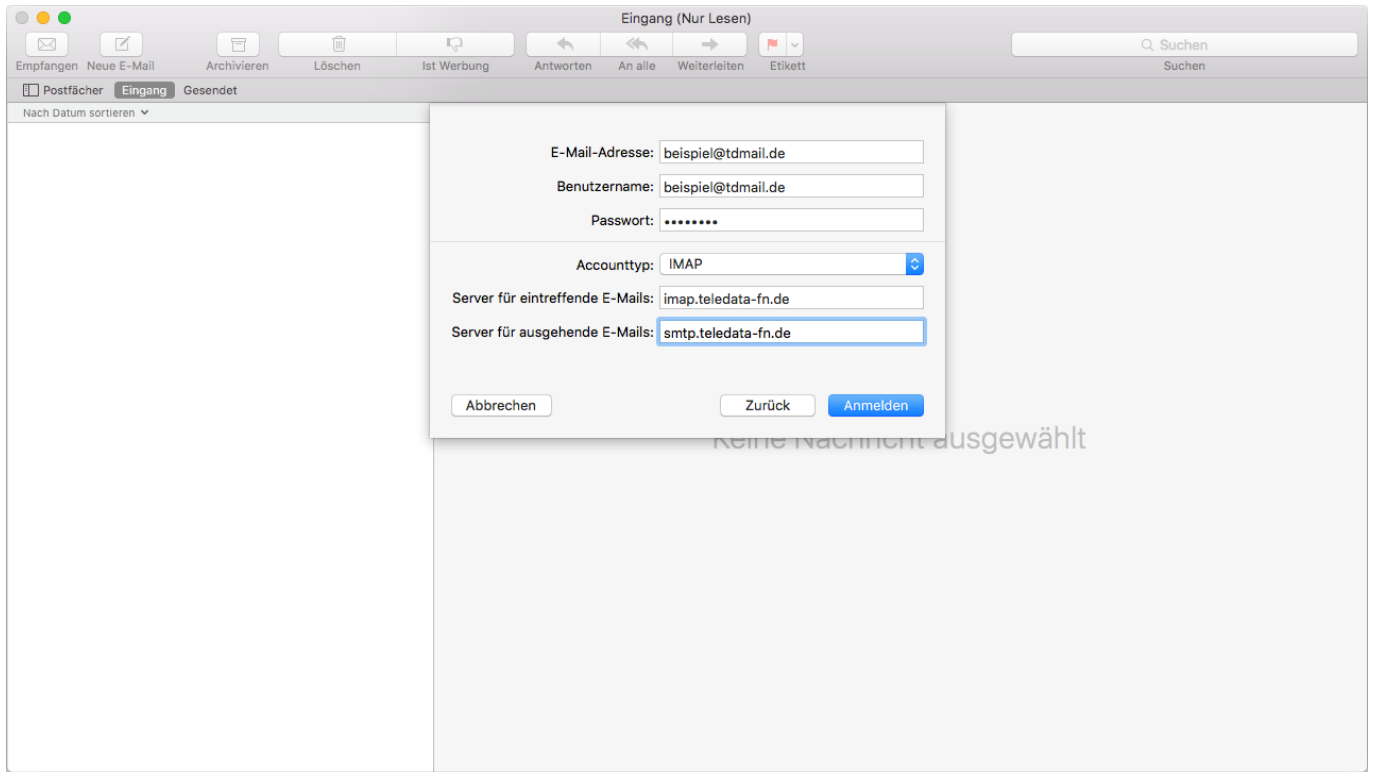 Eingang (Nur Lesen)
Suchen
Empfangen Neue E-Mail Archivieren Löschen Ist Werbung Antworten An alle Weiterleiten Etikett Suchen
Postfächer Eingang Gesendet
Nach Datum sortieren
E-Mail-Adresse: beispiel@tdmail.de
Benutzername: beispiel@tdmail.de
Passwort: ••••••••
Accounttyp: IMAP
Server für eintreffende E-Mails: imap.teledata-fn.de
Server für ausgehende E-Mails: smtp.teledata-fn.de
Abbrechen Zurück Anmelden
Keine Nachricht ausgewählt